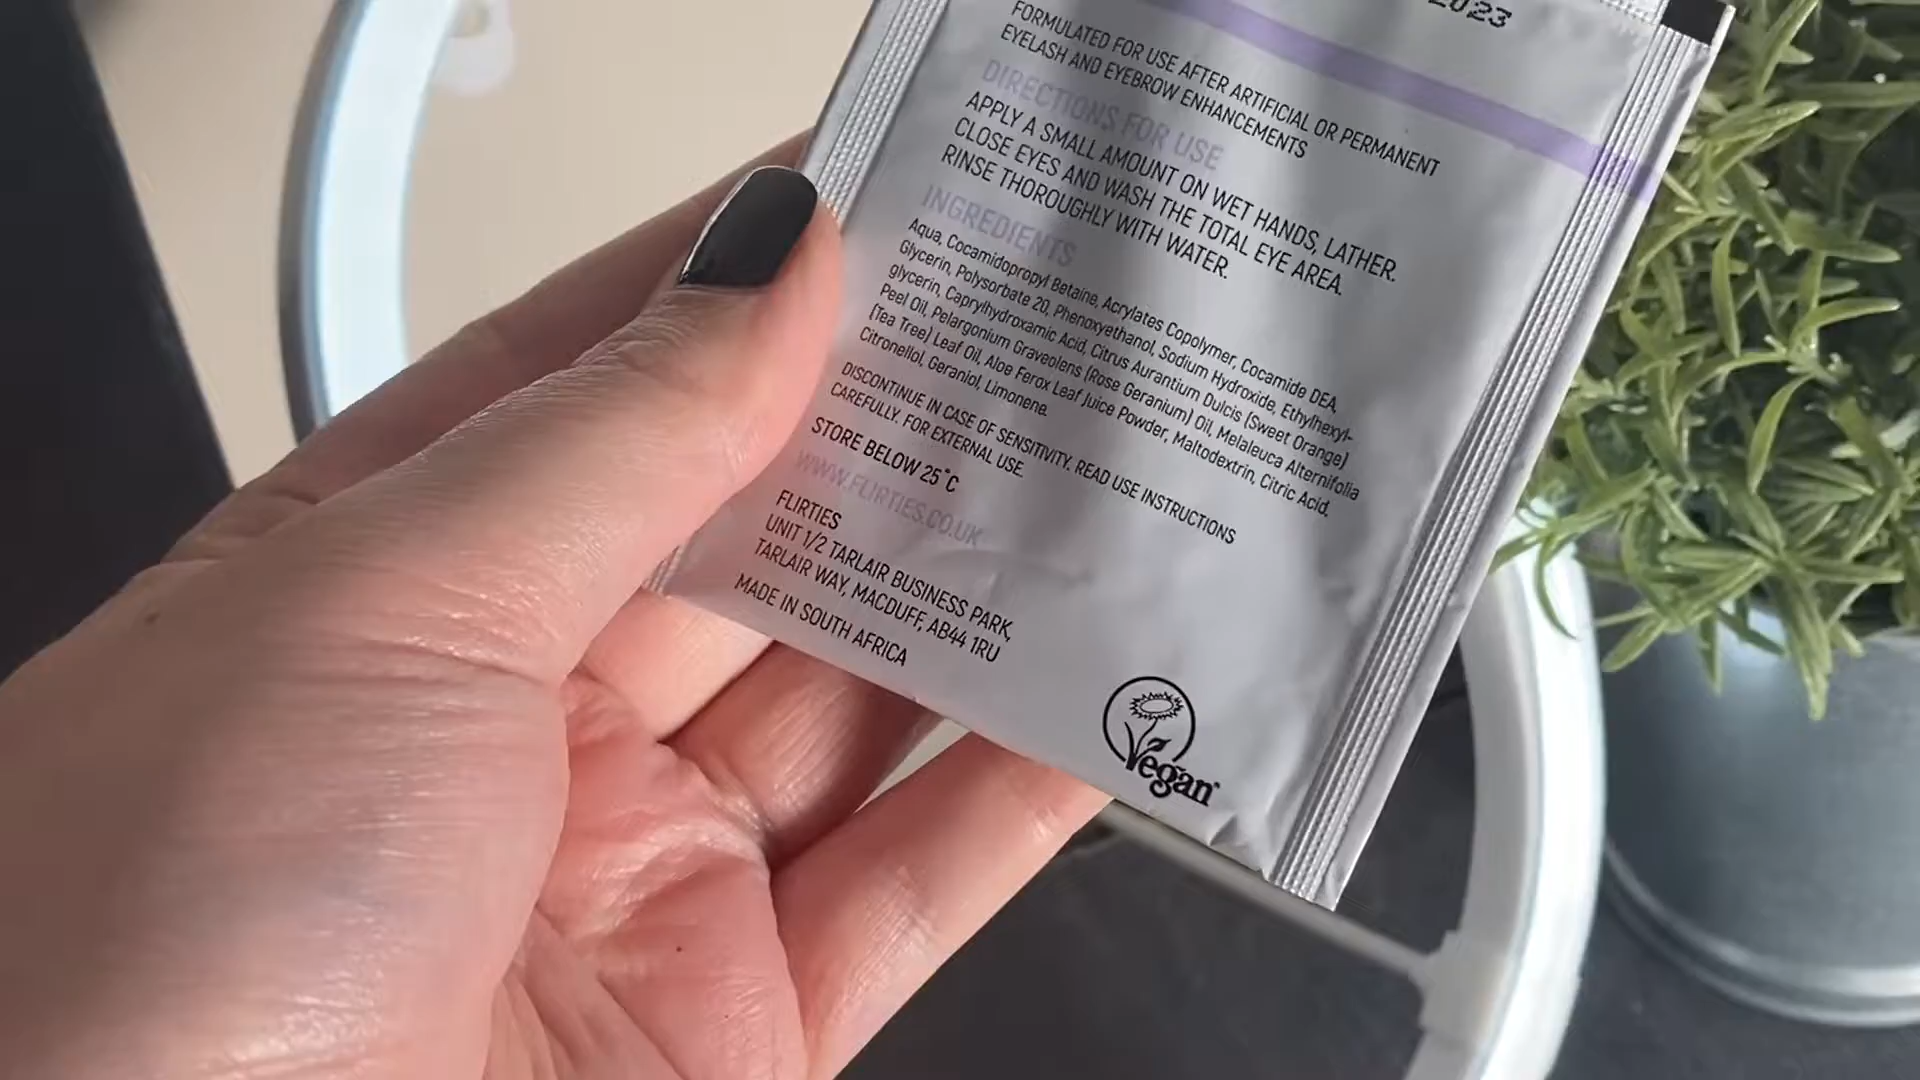 2023
FORMULATED FOR USE AFTER ARTIFICIAL OR PERMANENT
EYELASH AND EYEBROW ENHANCEMENTS
DIRECTIONS FOR USE
APPLY A SMALL AMOUNT ON WET HANDS, LATHER.
CLOSE EYES AND WASH THE TOTAL EYE AREA.
RINSE THOROUGHLY WITH WATER.
INGREDIENTS
Aqua, Cocamidopropyl Betaine, Acrylates Copolymer, Cocamide DEA,
Glycerin, Polysorbate 20, Phenoxyethanol, Sodium Hydroxide, Ethylhexyl-
glycerin, Caprylhydroxamic Acid, Citrus Aurantium Dulcis (Sweet Orange)
Peel Oil, Pelargonium Graveolens (Rose Geranium) Oil, Melaleuca Alternifolia
(Tea Tree) Leaf Oil, Aloe Ferox Leaf Juice Powder, Maltodextrin, Citric Acid.
Citronellol, Geraniol, Limonene.
DISCONTINUE IN CASE OF SENSITIVITY. READ USE INSTRUCTIONS
CAREFULLY. FOR EXTERNAL USE.
STORE BELOW 25°C
WWW.FLIRTIES.CO.UK
FLIRTIES
UNIT 1/2 TARLAIR BUSINESS PARK,
TARLAIR WAY, MACDUFF, AB44 1RU
MADE IN SOUTH AFRICA
Vegan